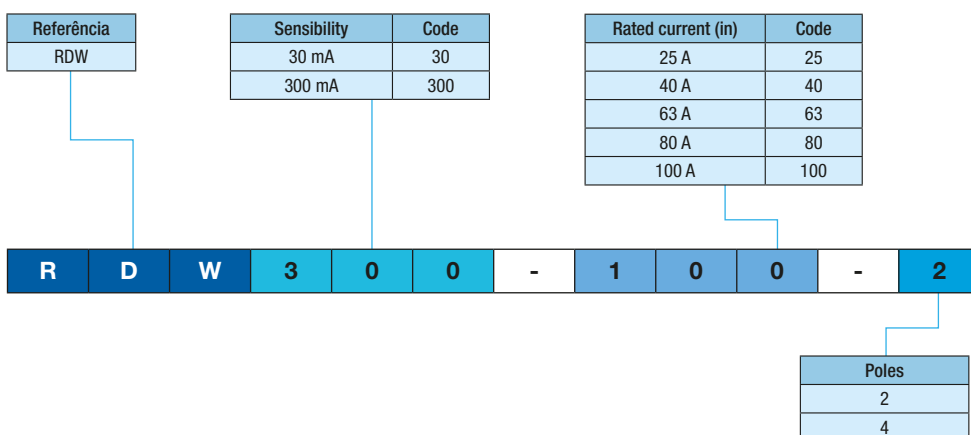 Referência
RDW
Sensibility Code
30 mA 30
300 mA 300
Rated current (in) Code
25 A 25
40 A 40
63 A 63
80 A 80
100 A 100
R D W 3 0 0 - 1 0 0 - 2
Poles
2
4